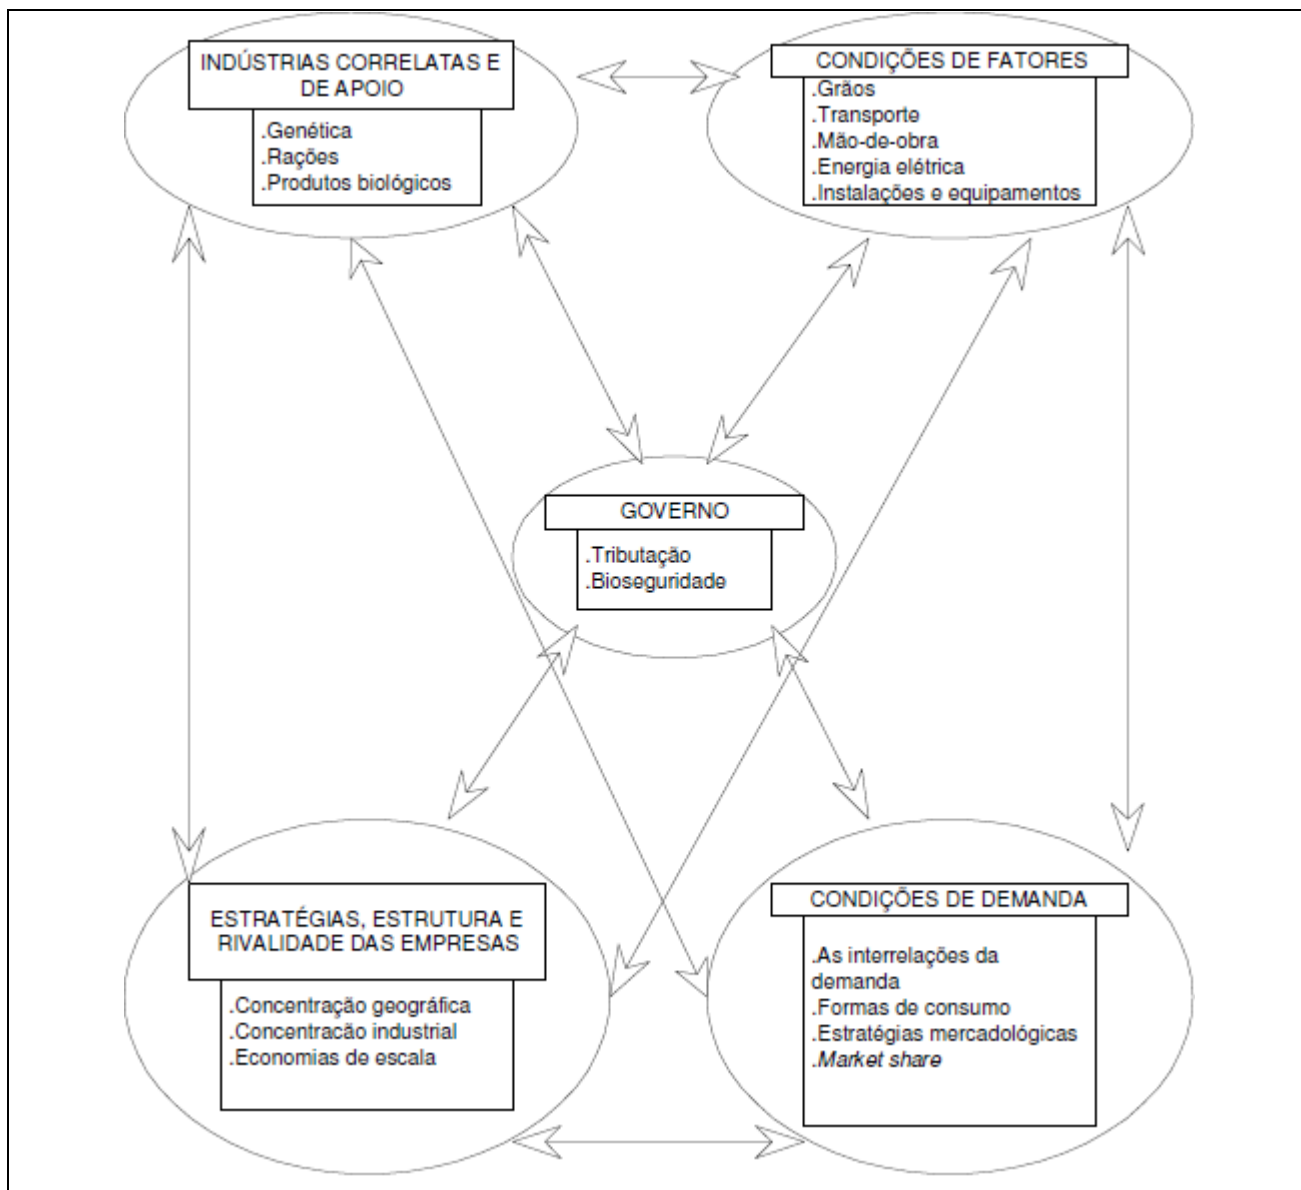 INDÚSTRIAS CORRELATAS E
DE APOIO
.Genética
.Rações
.Produtos biológicos
CONDIÇÕES DE FATORES
.Grãos
.Transporte
.Mão-de-obra
.Energia elétrica
.Instalações e equipamentos
GOVERNO
.Tributação
.Bioseguridade
ESTRATÉGIAS, ESTRUTURA E
RIVALIDADE DAS EMPRESAS
.Concentração geográfica
.Concentracão industrial
.Economias de escala
CONDIÇÕES DE DEMANDA
.As interrelações da
demanda
.Formas de consumo
.Estratégias mercadológicas
.Market share